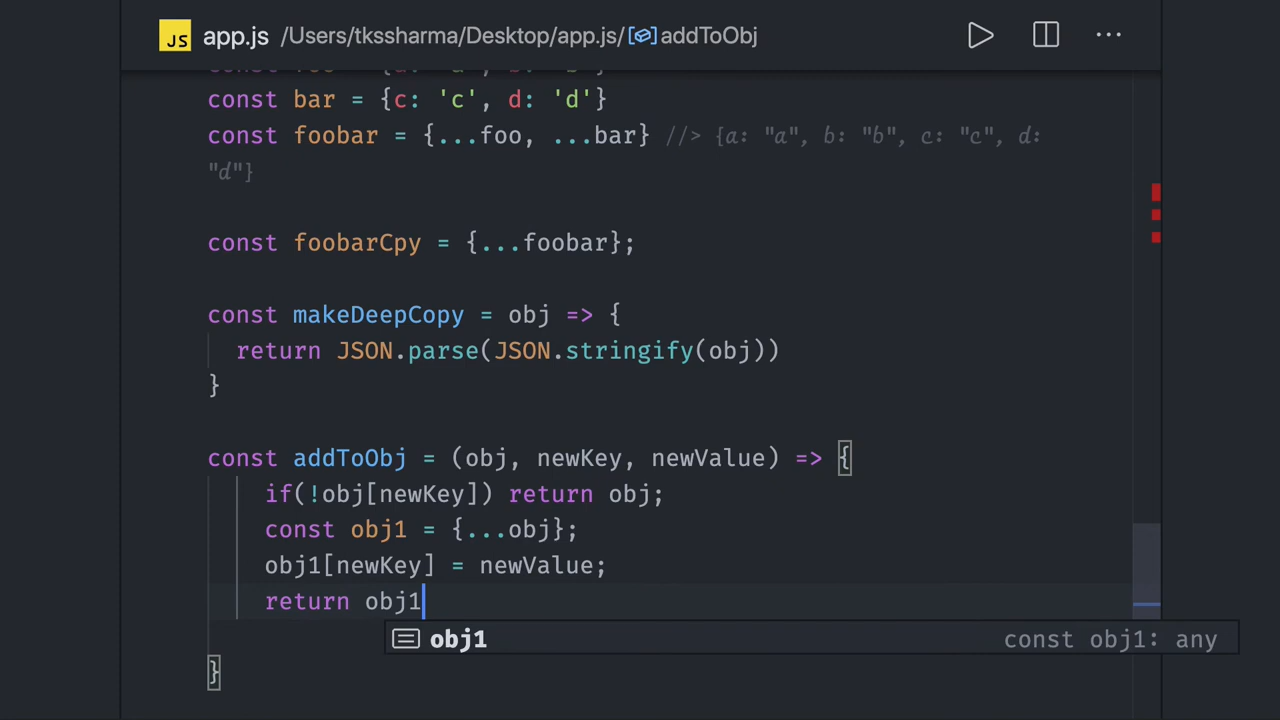 JS app.js /Users/tkssharma/Desktop/app.js/addToObj
const bar = {c: 'c', d: 'd'}
const foobar = {...foo, ...bar} //> {a: "a", b: "b", c: "c", d:
"d"}
const foobarCpy = {...foobar};
const makeDeepCopy = obj => {
return JSON.parse(JSON.stringify(obj))
}
const addToObj = (obj, newKey, newValue) => {
if(!obj[newKey]) return obj;
const obj1 = {...obj};
obj1[newKey] = newValue;
return obj1
obj1 const obj1: any
}